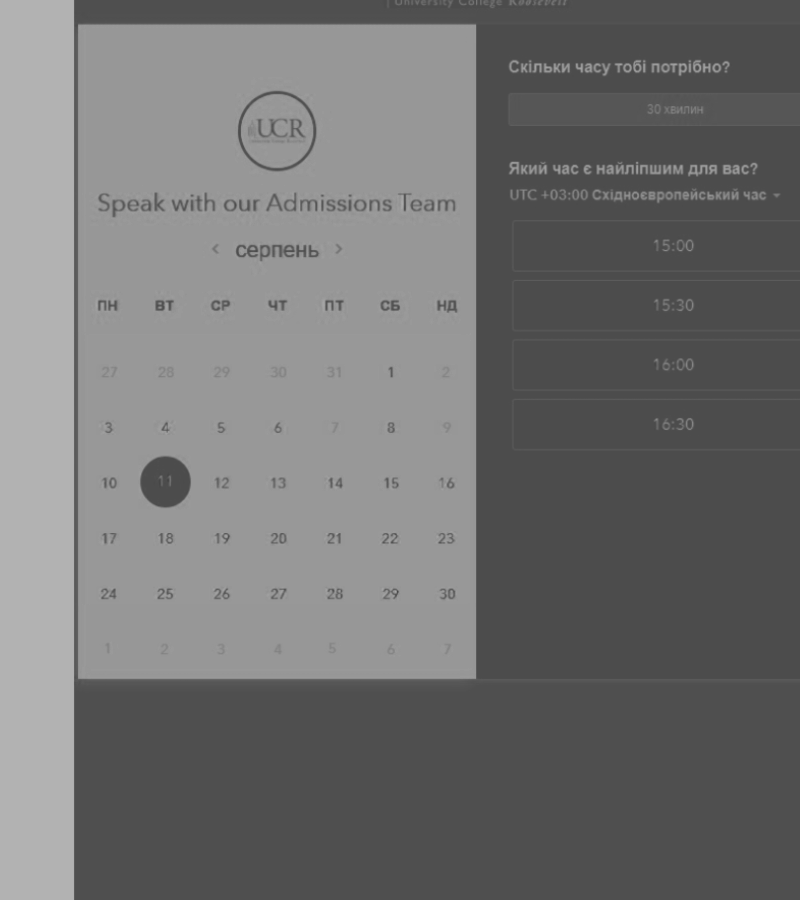 | University College Roosevelt
UCR
Speak with our Admissions Team
< серпень >
ПН ВТ СР ЧТ ПТ СБ НД
27 28 29 30 31 1 2
3 4 5 6 7 8 9
10 11 12 13 14 15 16
17 18 19 20 21 22 23
24 25 26 27 28 29 30
1 2 3 4 5 6 7
Скільки часу тобі потрібно?
30 хвилин
Який час є найліпшим для вас?
UTC +03:00 Східноєвропейський час
15:00
15:30
16:00
16:30